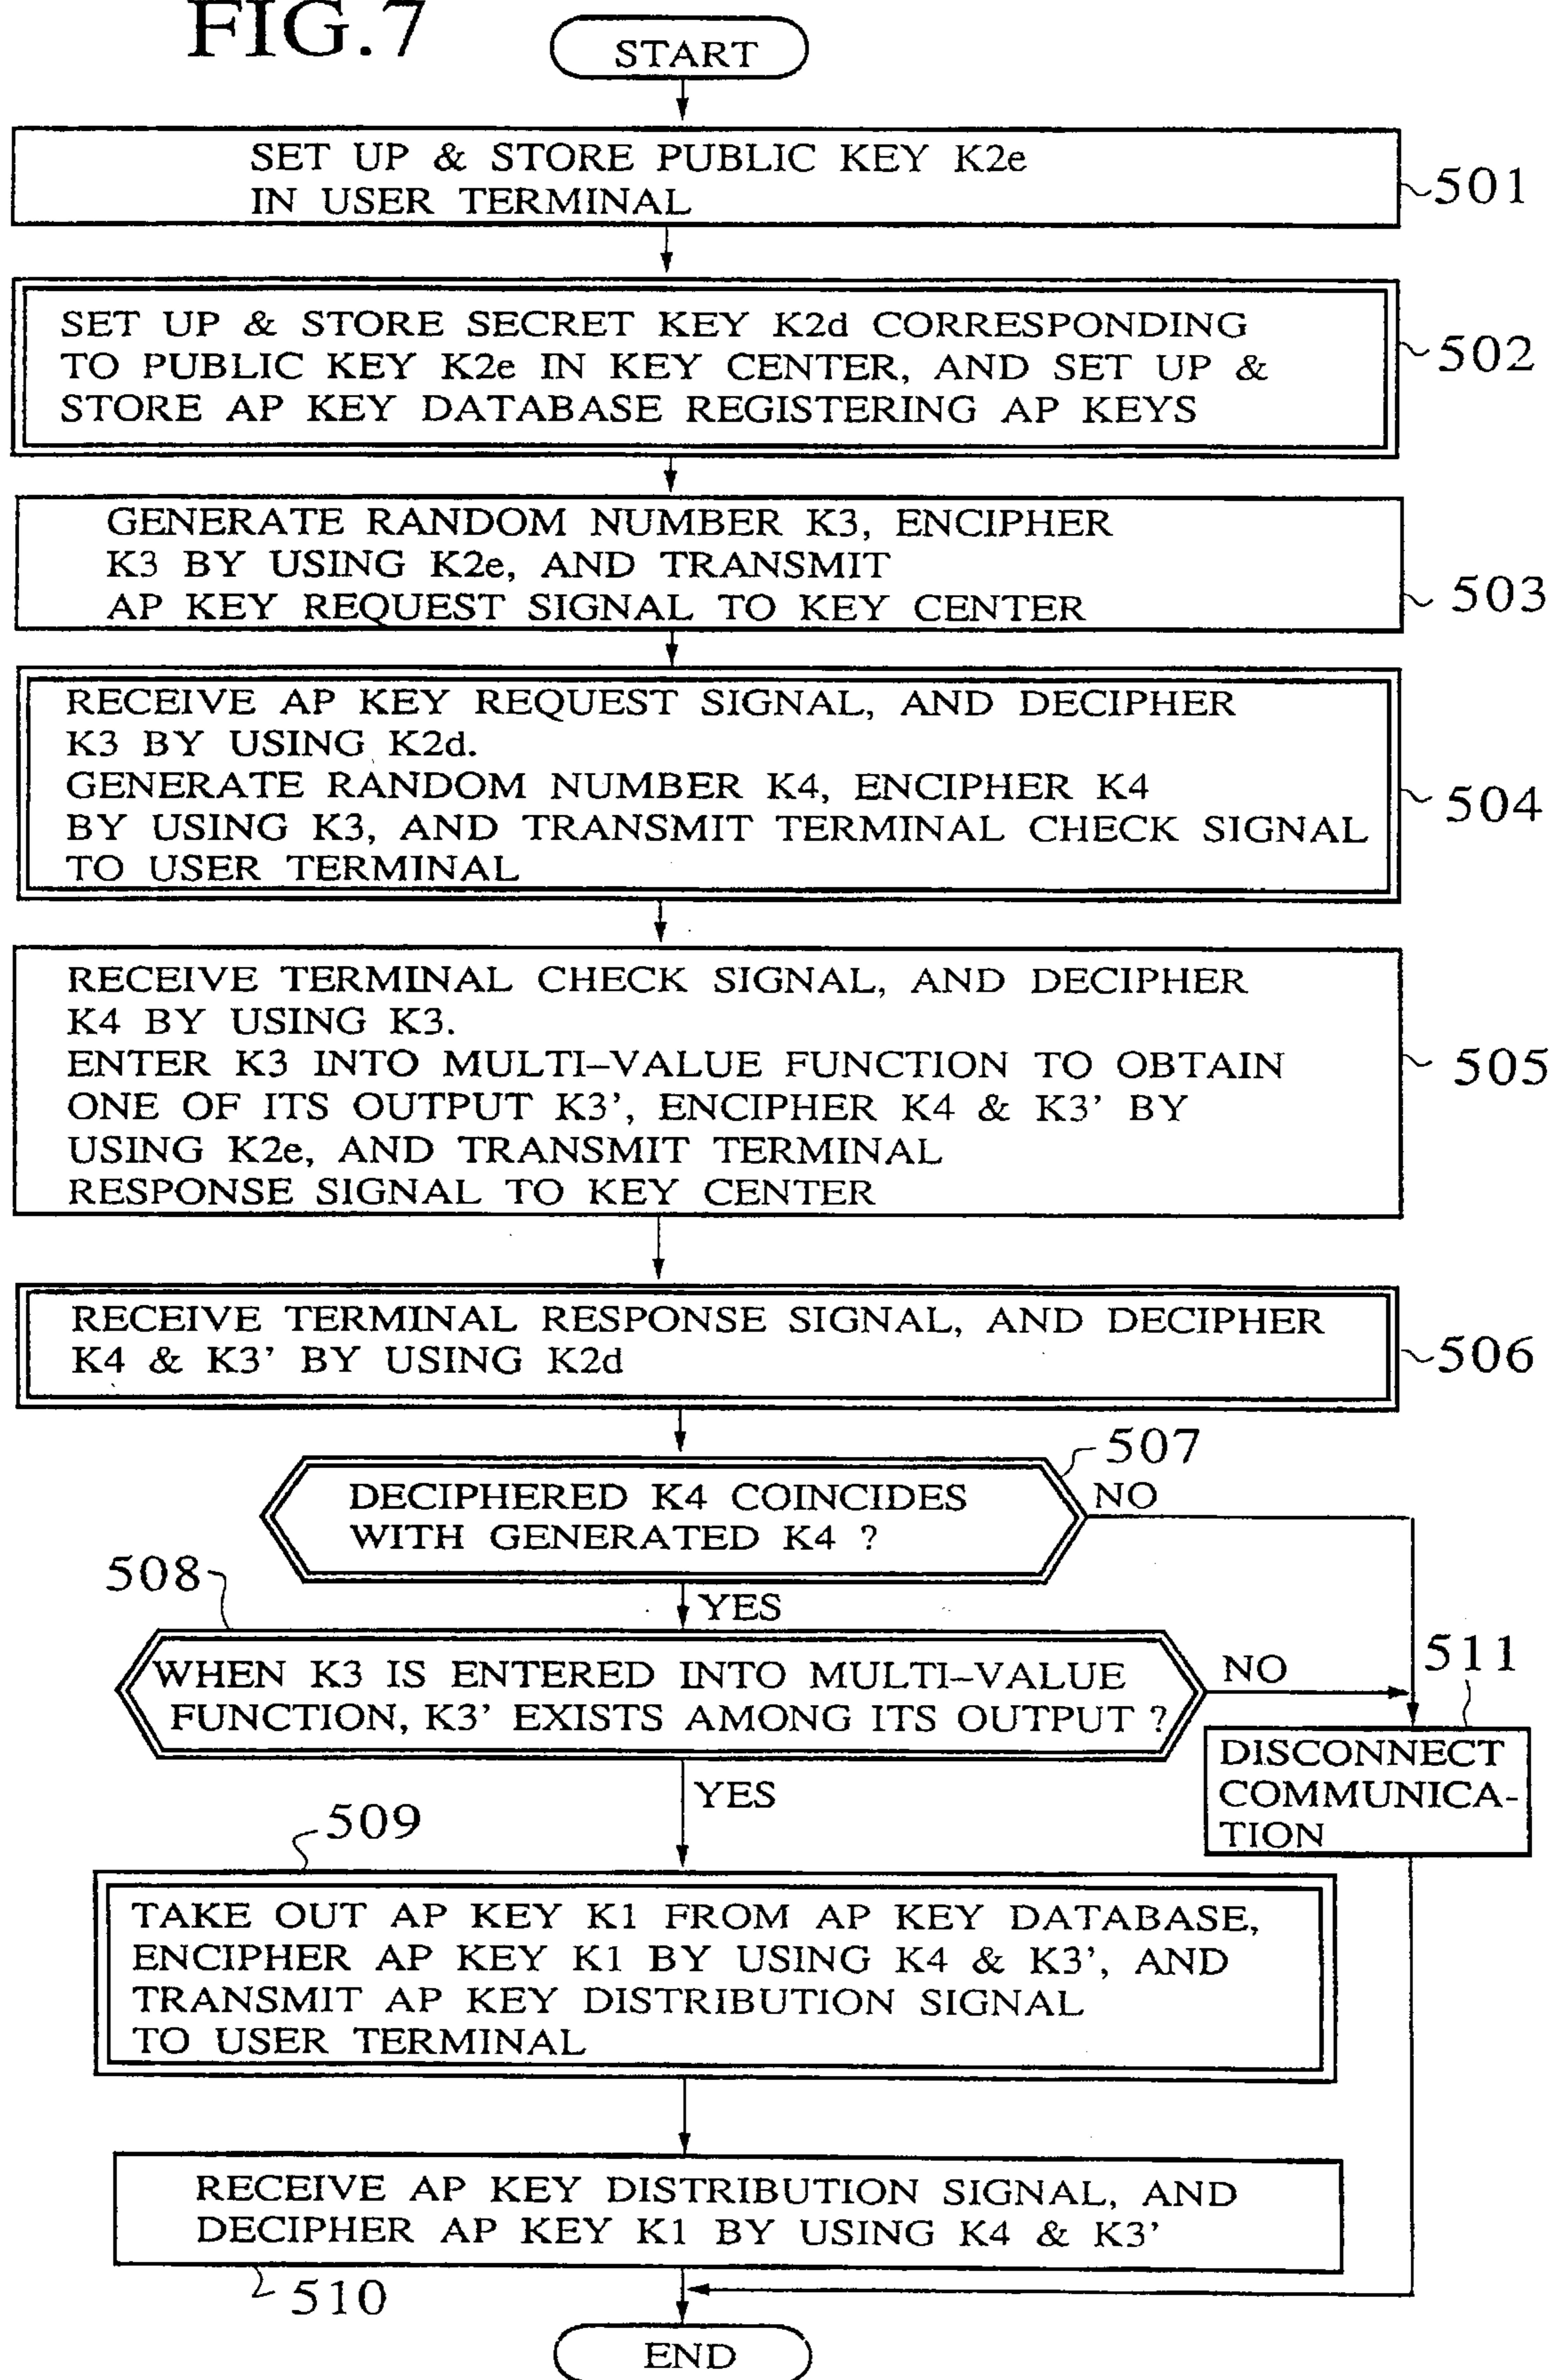 FIG.7
START
SET UP & STORE PUBLIC KEY K2e
IN USER TERMINAL
501
SET UP & STORE SECRET KEY K2d CORRESPONDING
TO PUBLIC KEY K2e IN KEY CENTER, AND SET UP &
STORE AP KEY DATABASE REGISTERING AP KEYS
502
GENERATE RANDOM NUMBER K3, ENCIPHER
K3 BY USING K2e, AND TRANSMIT
AP KEY REQUEST SIGNAL TO KEY CENTER
503
RECEIVE AP KEY REQUEST SIGNAL, AND DECIPHER
K3 BY USING K2d.
GENERATE RANDOM NUMBER K4, ENCIPHER K4
BY USING K3, AND TRANSMIT TERMINAL CHECK SIGNAL
TO USER TERMINAL
504
RECEIVE TERMINAL CHECK SIGNAL, AND DECIPHER
K4 BY USING K3.
ENTER K3 INTO MULTI–VALUE FUNCTION TO OBTAIN
ONE OF ITS OUTPUT K3', ENCIPHER K4 & K3' BY
USING K2e, AND TRANSMIT TERMINAL
RESPONSE SIGNAL TO KEY CENTER
505
RECEIVE TERMINAL RESPONSE SIGNAL, AND DECIPHER
K4 & K3' BY USING K2d
506
507
DECIPHERED K4 COINCIDES
WITH GENERATED K4 ?
NO
YES
508
WHEN K3 IS ENTERED INTO MULTI–VALUE
FUNCTION, K3' EXISTS AMONG ITS OUTPUT ?
NO
YES
511
DISCONNECT
COMMUNICA-
TION
509
TAKE OUT AP KEY K1 FROM AP KEY DATABASE,
ENCIPHER AP KEY K1 BY USING K4 & K3', AND
TRANSMIT AP KEY DISTRIBUTION SIGNAL
TO USER TERMINAL
RECEIVE AP KEY DISTRIBUTION SIGNAL, AND
DECIPHER AP KEY K1 BY USING K4 & K3'
510
END